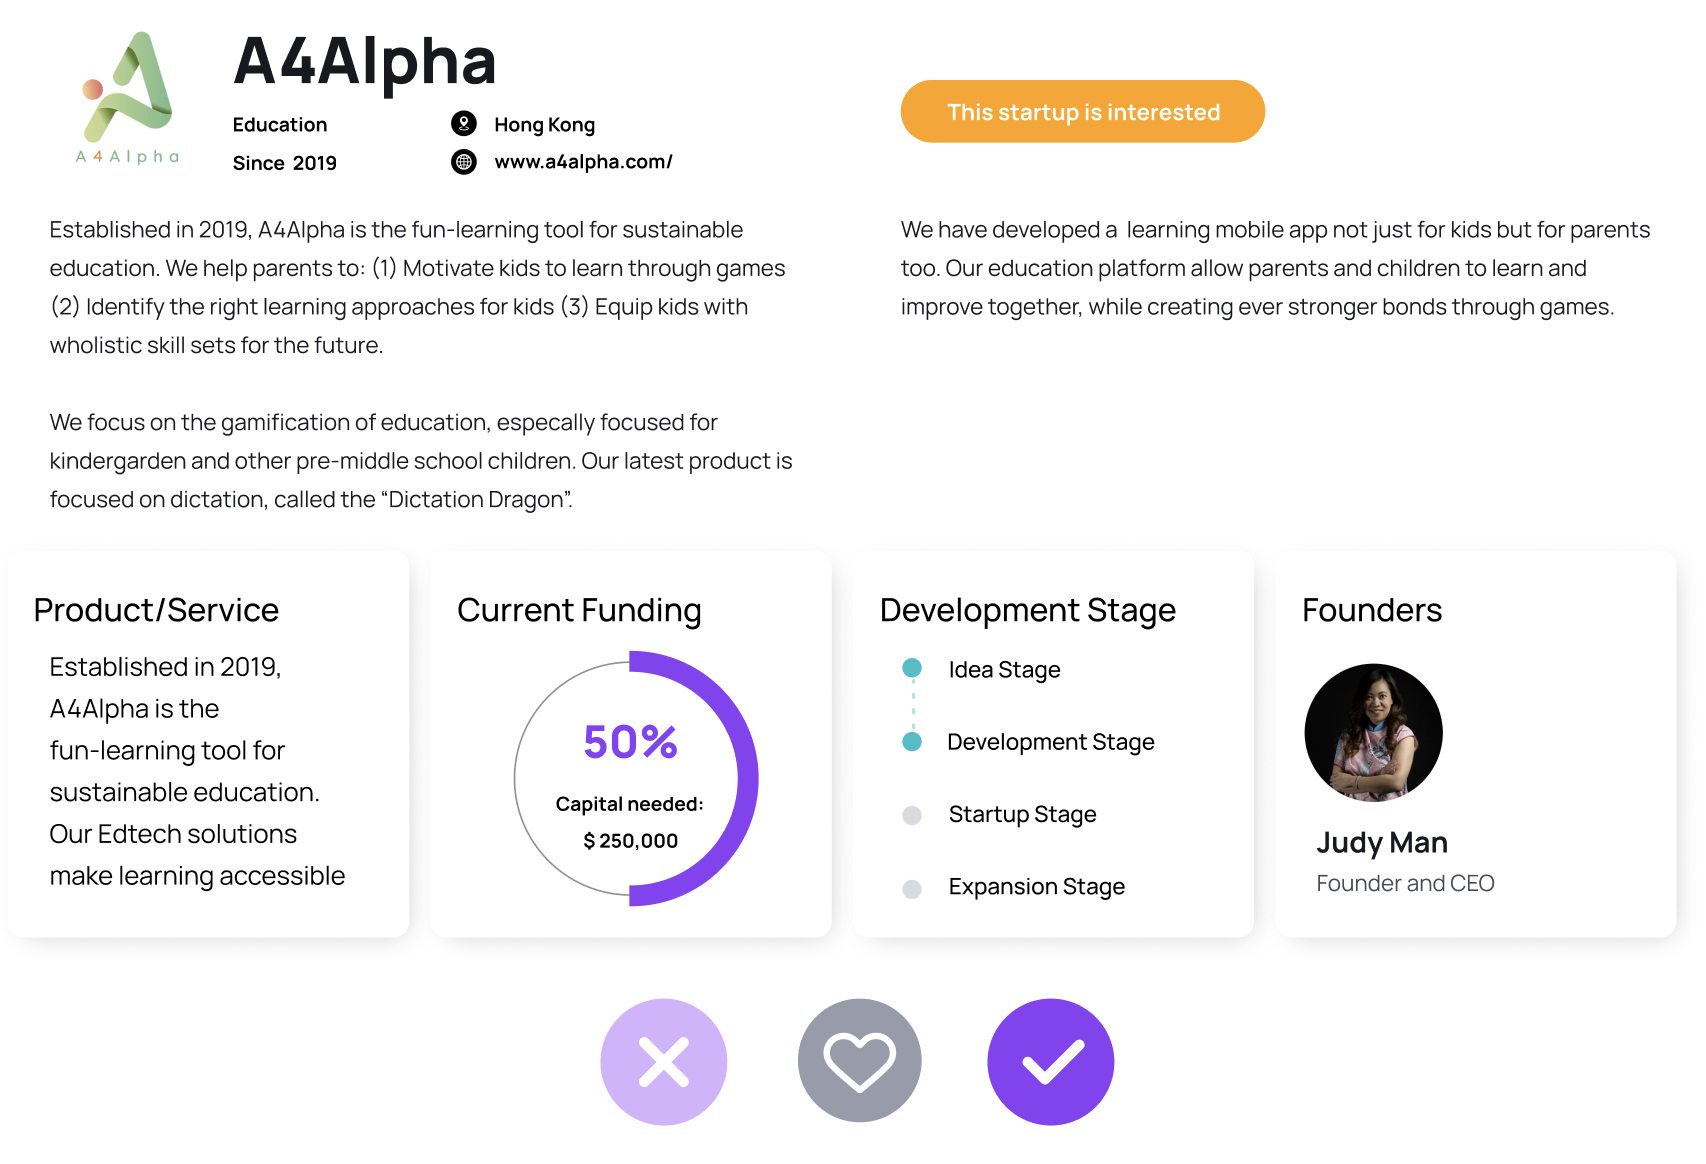 A4Alpha
A4Alpha
Education
Hong Kong
Since 2019
www.a4alpha.com/
This startup is interested
Established in 2019, A4Alpha is the fun-learning tool for sustainable
education. We help parents to: (1) Motivate kids to learn through games
(2) Identify the right learning approaches for kids (3) Equip kids with
wholistic skill sets for the future.
We focus on the gamification of education, especally focused for
kindergarden and other pre-middle school children. Our latest product is
focused on dictation, called the “Dictation Dragon”.
We have developed a learning mobile app not just for kids but for parents
too. Our education platform allow parents and children to learn and
improve together, while creating ever stronger bonds through games.
Product/Service
Established in 2019,
A4Alpha is the
fun-learning tool for
sustainable education.
Our Edtech solutions
make learning accessible
Current Funding
50%
Capital needed:
$ 250,000
Development Stage
Idea Stage
Development Stage
Startup Stage
Expansion Stage
Founders
Judy Man
Founder and CEO